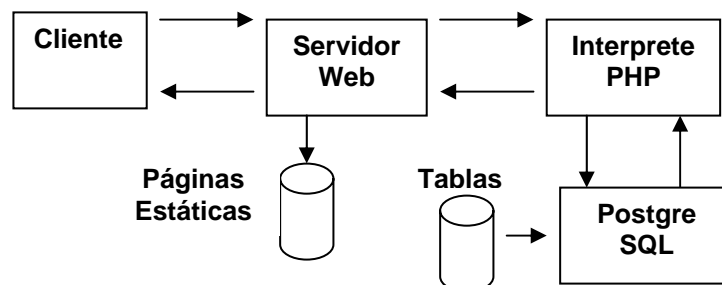 Cliente
Servidor
Web
Interprete
PHP
Páginas
Estáticas
Tablas
Postgre
SQL